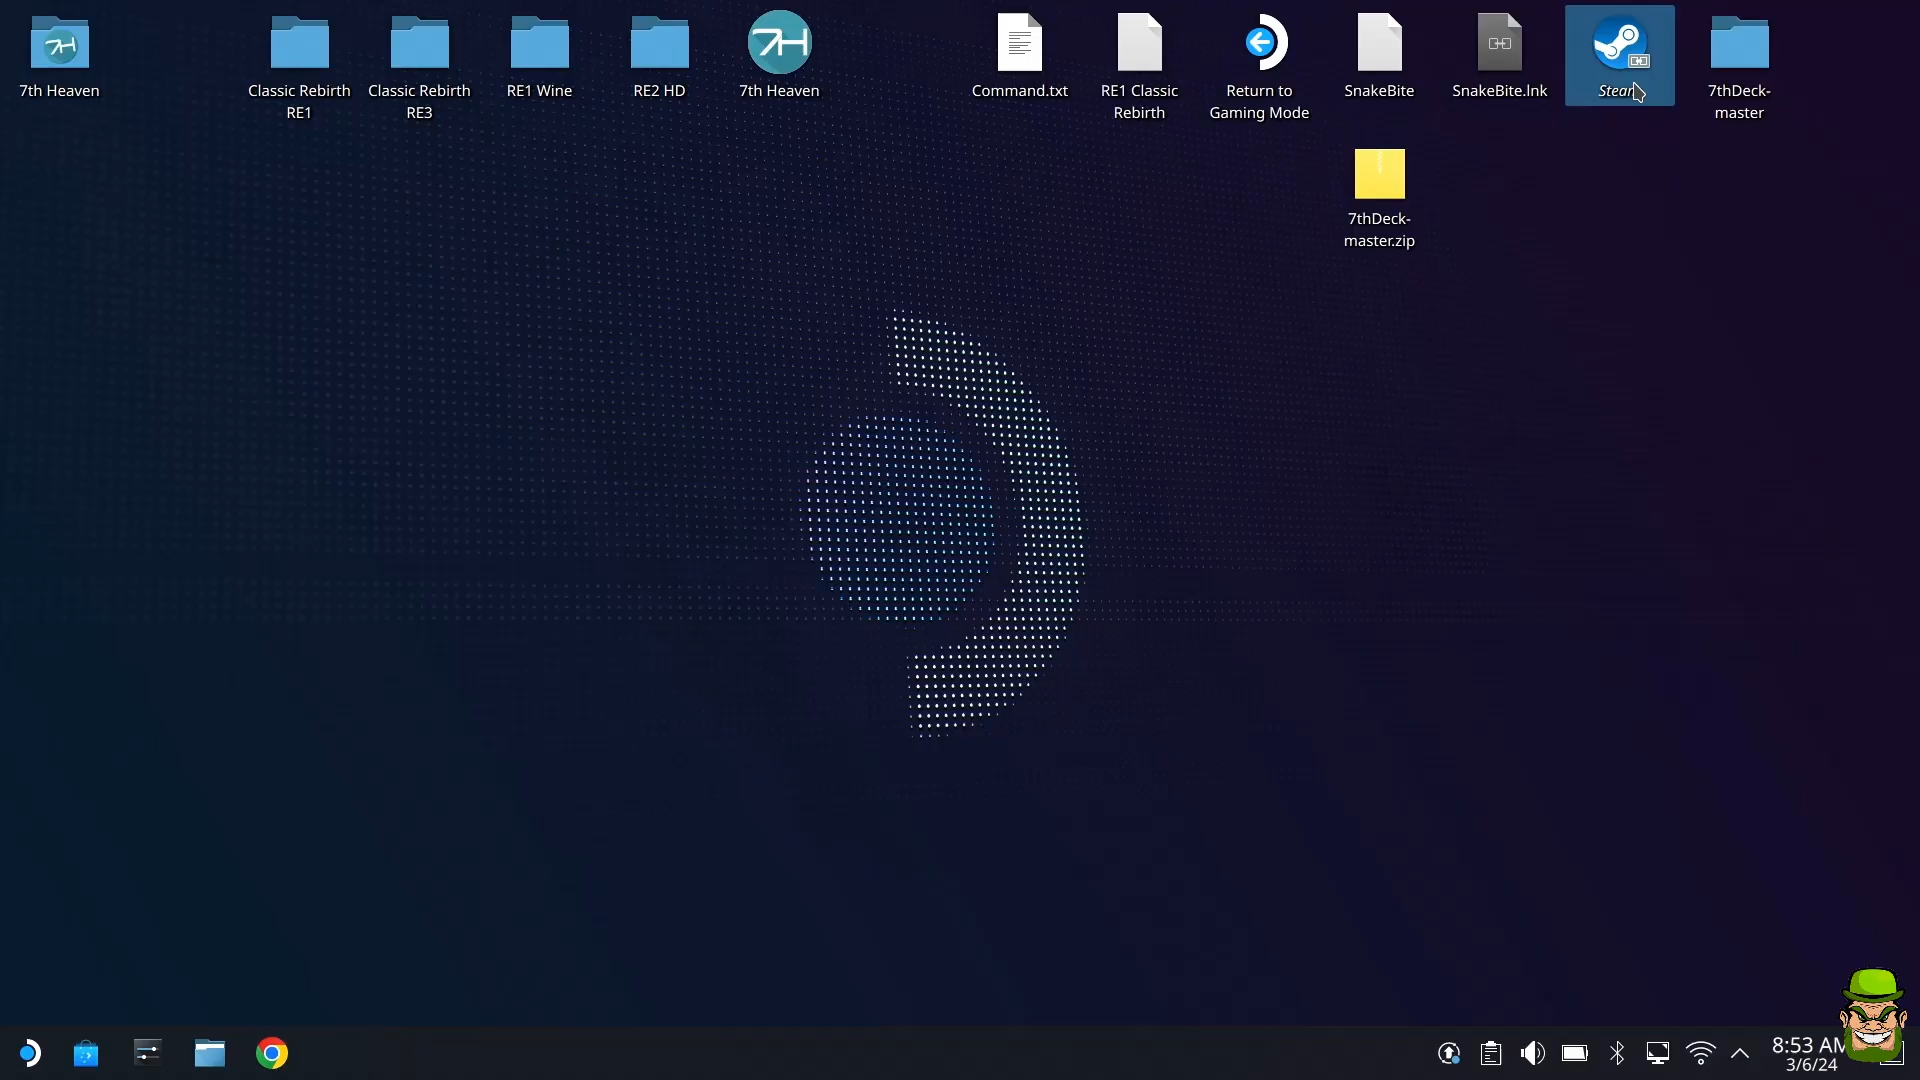 7th Heaven
Classic Rebirth
RE1
Classic Rebirth
RE3
RE1 Wine
RE2 HD
7th Heaven
Command.txt
RE1 Classic
Rebirth
Return to
Gaming Mode
SnakeBite
SnakeBite.lnk
Steam
7thDeck-
master
7thDeck-
master.zip
8:53 AM
3/6/24